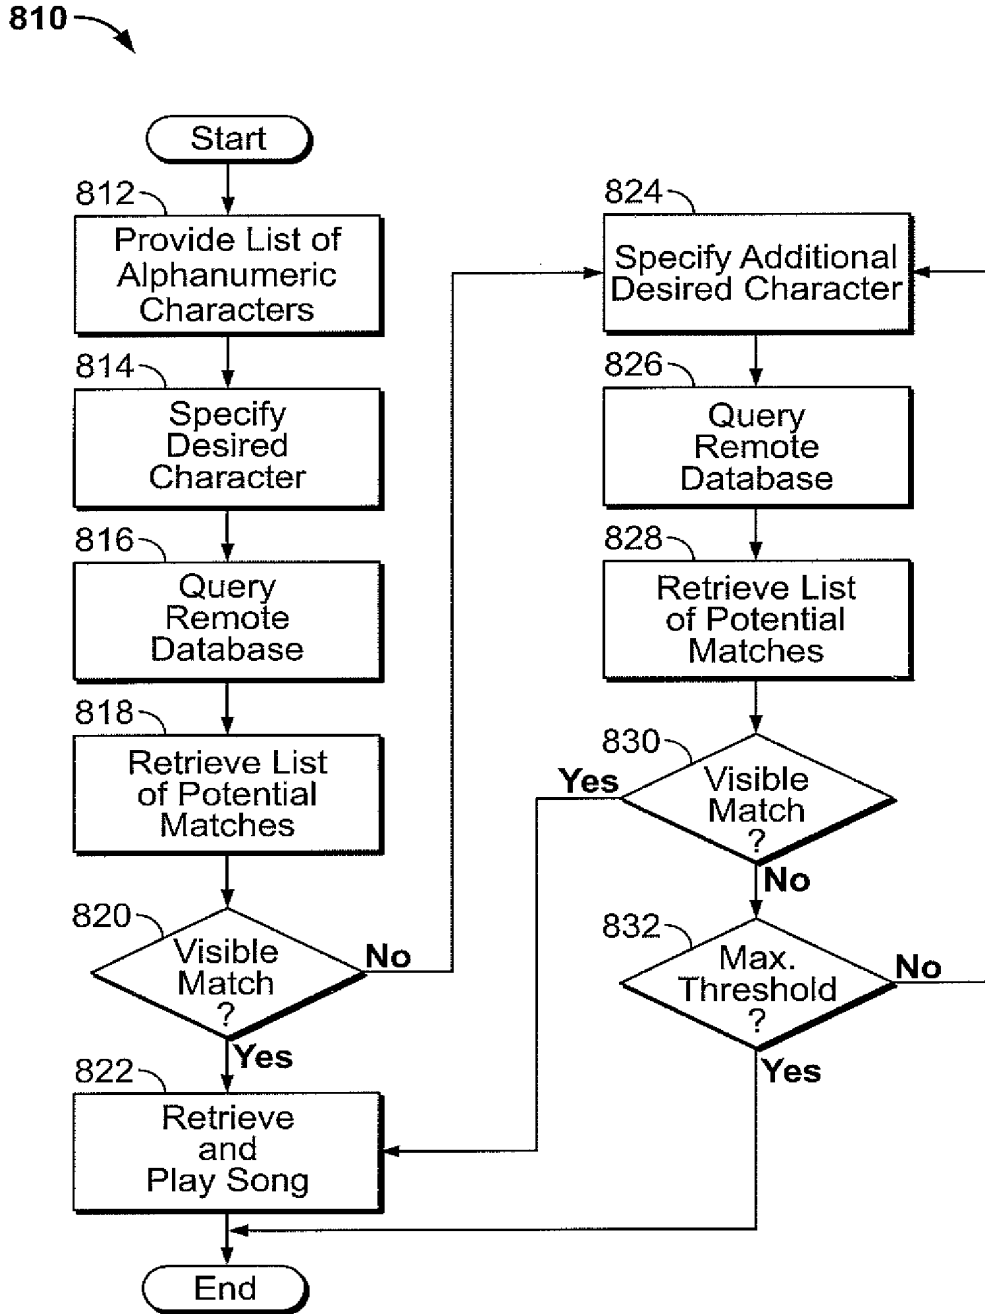 810
Start
812
Provide List of
Alphanumeric
Characters
814
Specify
Desired
Character
816
Query
Remote
Database
818
Retrieve List
of Potential
Matches
820
Visible
Match
?
No
Yes
822
Retrieve
and
Play Song
End
824
Specify Additional
Desired Character
826
Query
Remote
Database
828
Retrieve List
of Potential
Matches
830
Yes
Visible
Match
?
No
832
Max.
Threshold
?
No
Yes